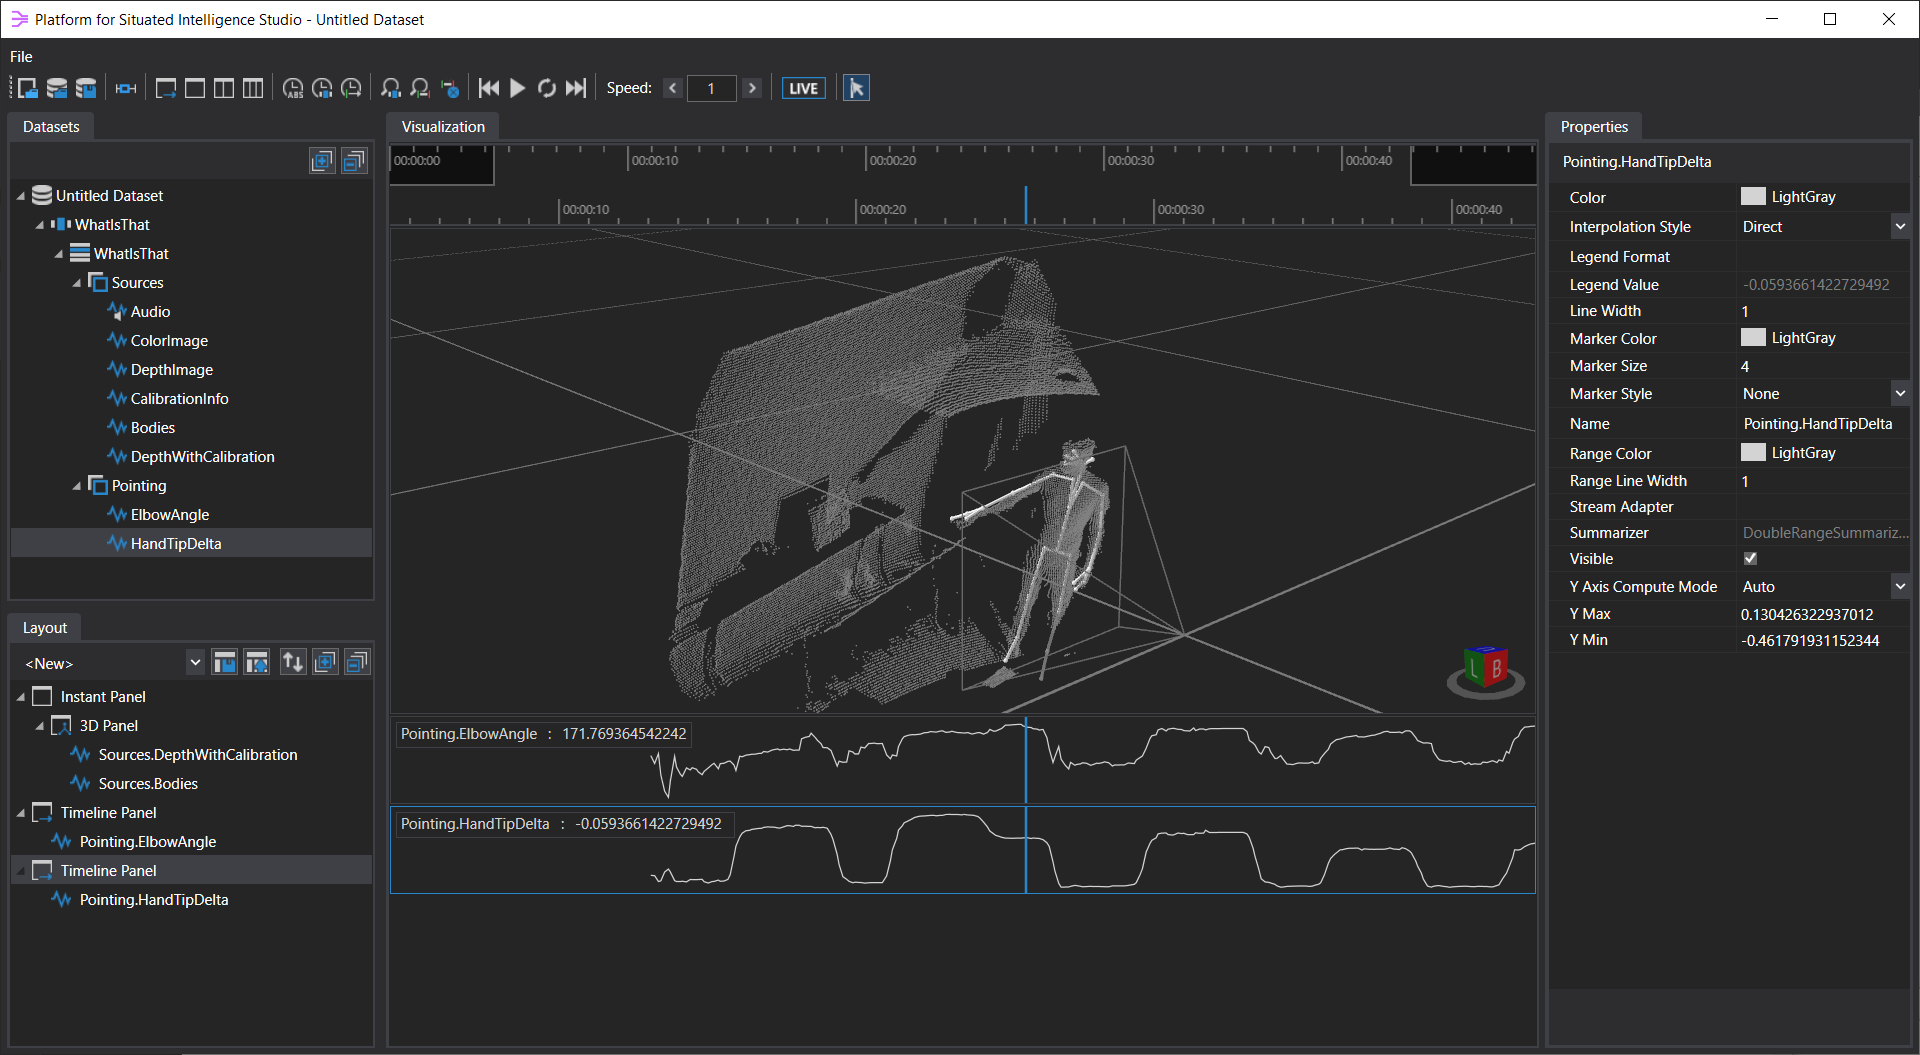 Platform for Situated Intelligence Studio - Untitled Dataset
File
ABS
Speed:
1
LIVE
Datasets
Untitled Dataset
WhatIsThat
WhatIsThat
Sources
Audio
ColorImage
DepthImage
CalibrationInfo
Bodies
DepthWithCalibration
Pointing
ElbowAngle
HandTipDelta
Layout
<New>
Instant Panel
3D Panel
Sources.DepthWithCalibration
Sources.Bodies
Timeline Panel
Pointing.ElbowAngle
Timeline Panel
Pointing.HandTipDelta
Visualization
00:00:00 00:00:10 00:00:20 00:00:30 00:00:40
00:00:10 00:00:20 00:00:30 00:00:40
L B
Pointing.ElbowAngle : 171.769364542242
Pointing.HandTipDelta : -0.0593661422729492
Properties
Pointing.HandTipDelta
Color LightGray
Interpolation Style Direct
Legend Format
Legend Value -0.0593661422729492
Line Width 1
Marker Color LightGray
Marker Size 4
Marker Style None
Name Pointing.HandTipDelta
Range Color LightGray
Range Line Width 1
Stream Adapter
Summarizer DoubleRangeSummariz...
Visible
Y Axis Compute Mode Auto
Y Max 0.130426322937012
Y Min -0.461791931152344